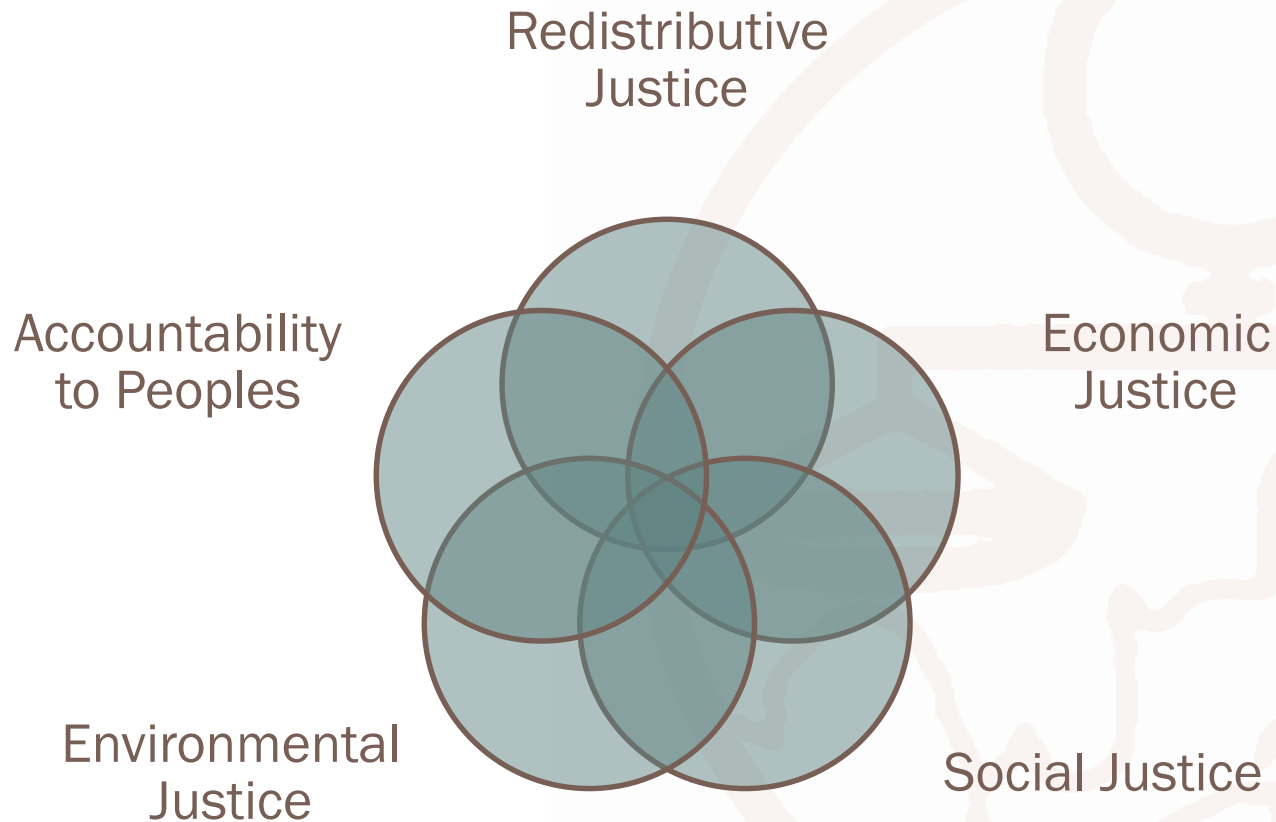 Redistributive
Justice
Accountability
to Peoples
Economic
Justice
Environmental
Justice
Social Justice